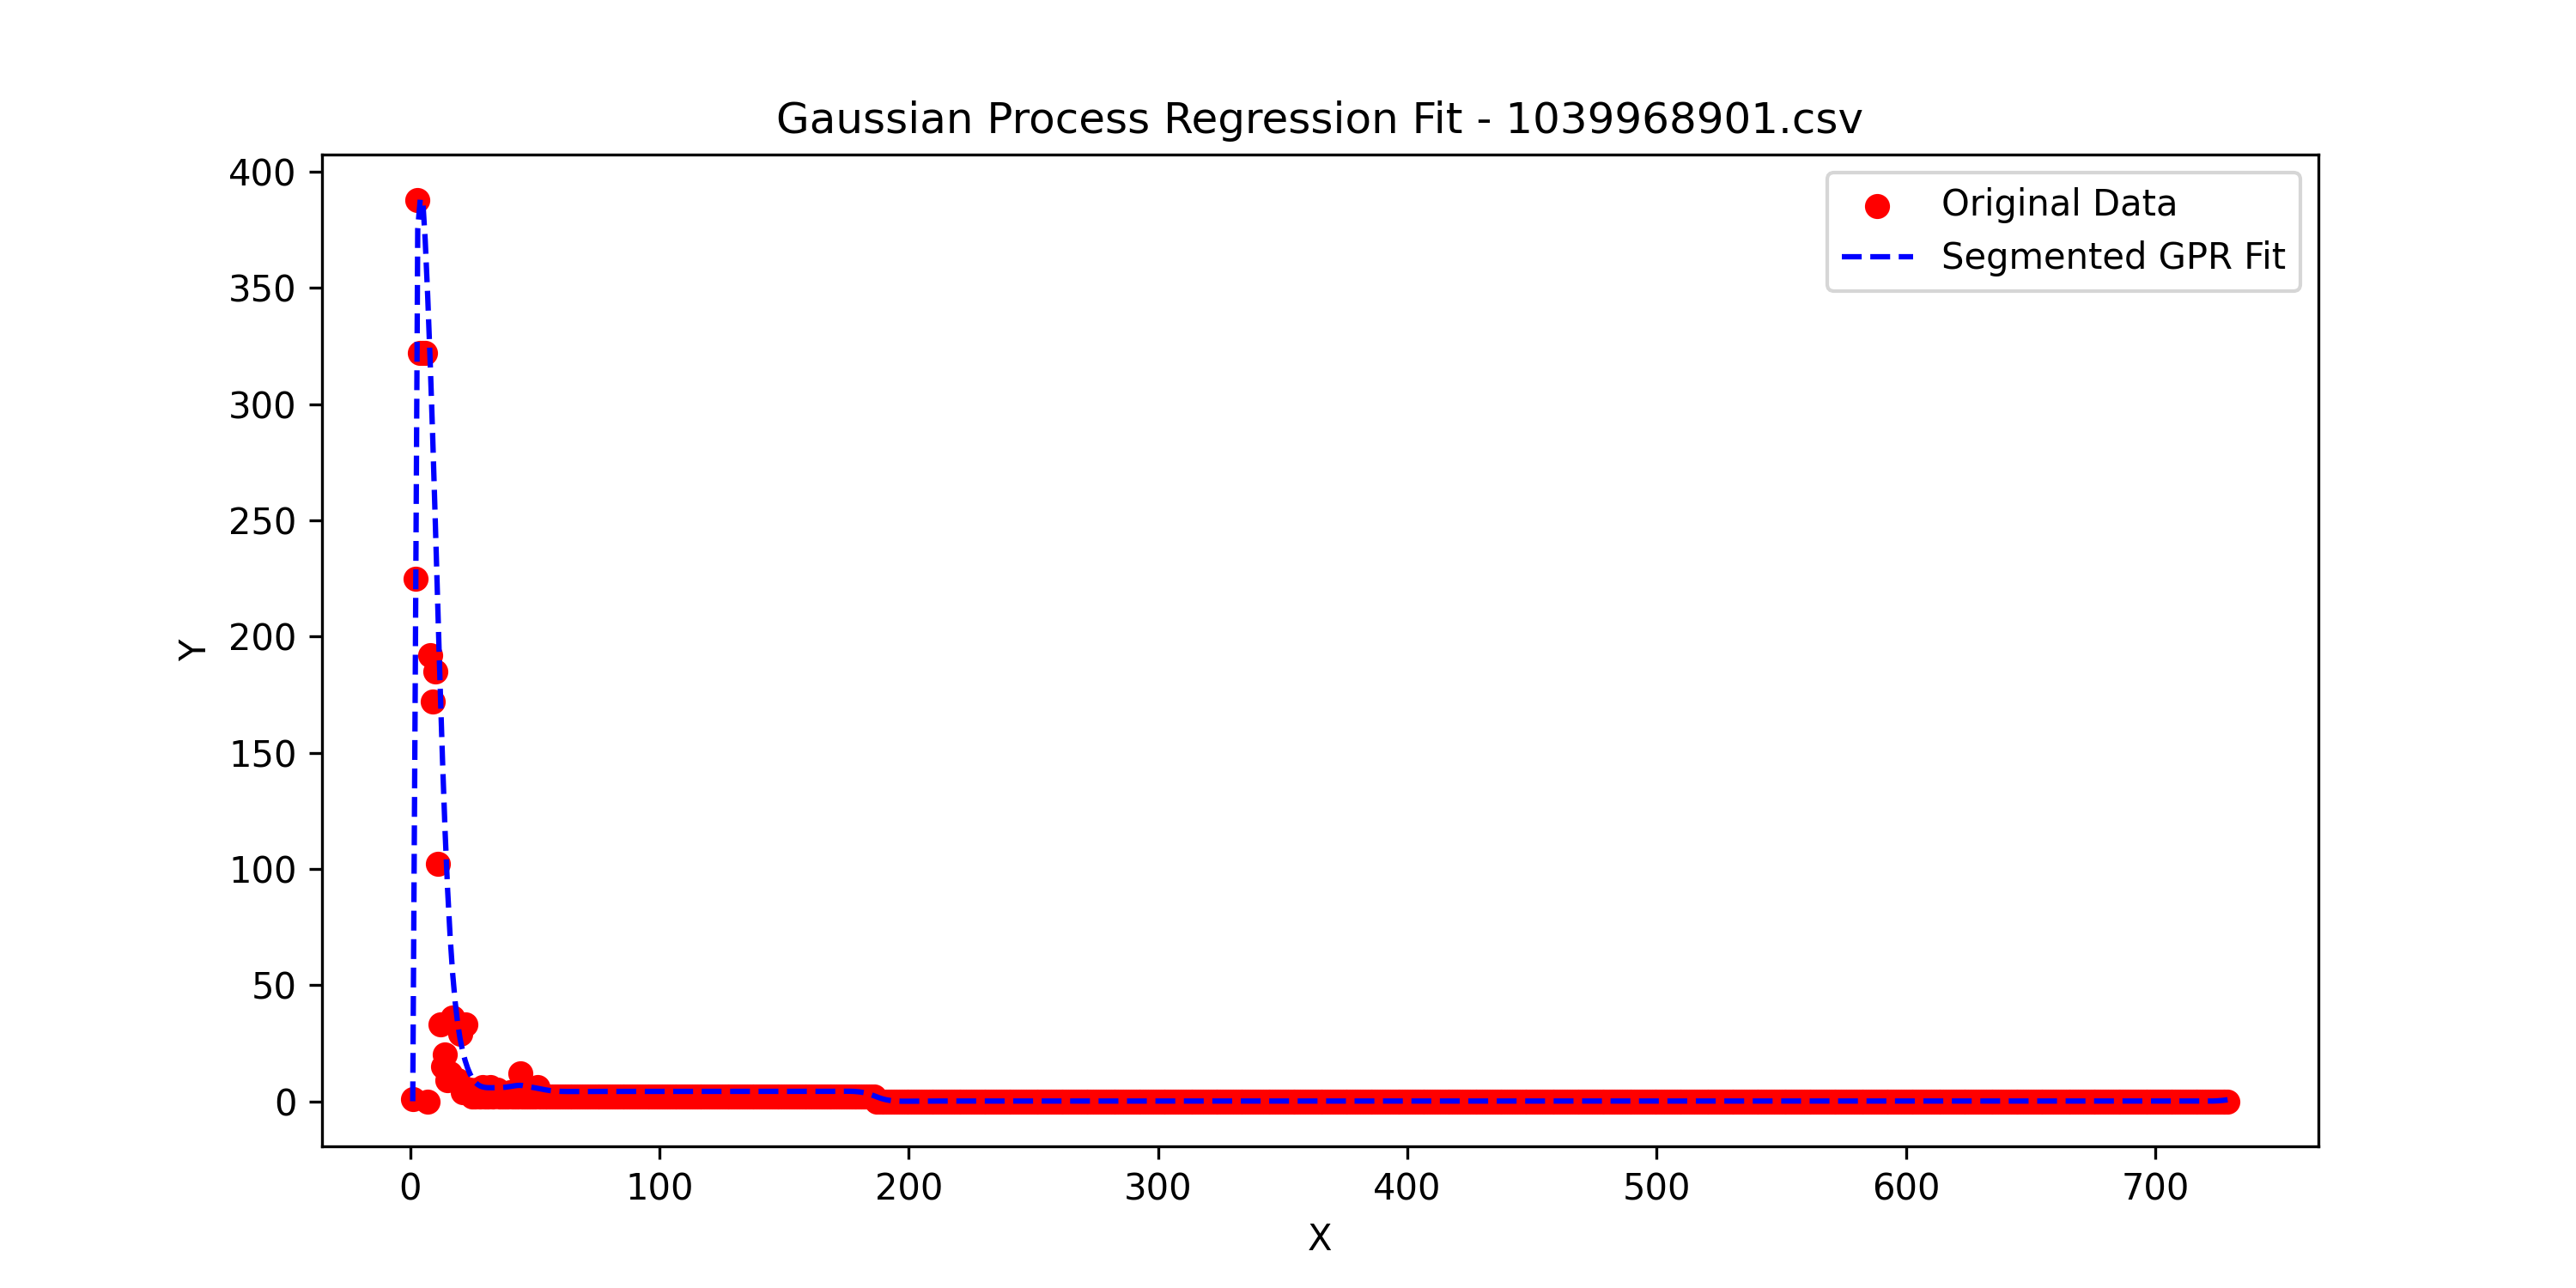 Gaussian Process Regression Fit - 1039968901.csv
400
350
300
250
200
150
100
50
0
Y
Original Data
Segmented GPR Fit
0 100 200 300 400 500 600 700
X